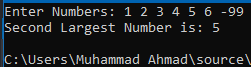 Enter Numbers: 1 2 3 4 5 6 -99
Second Largest Number is: 5
C:\Users\Muhammad Ahmad\source\